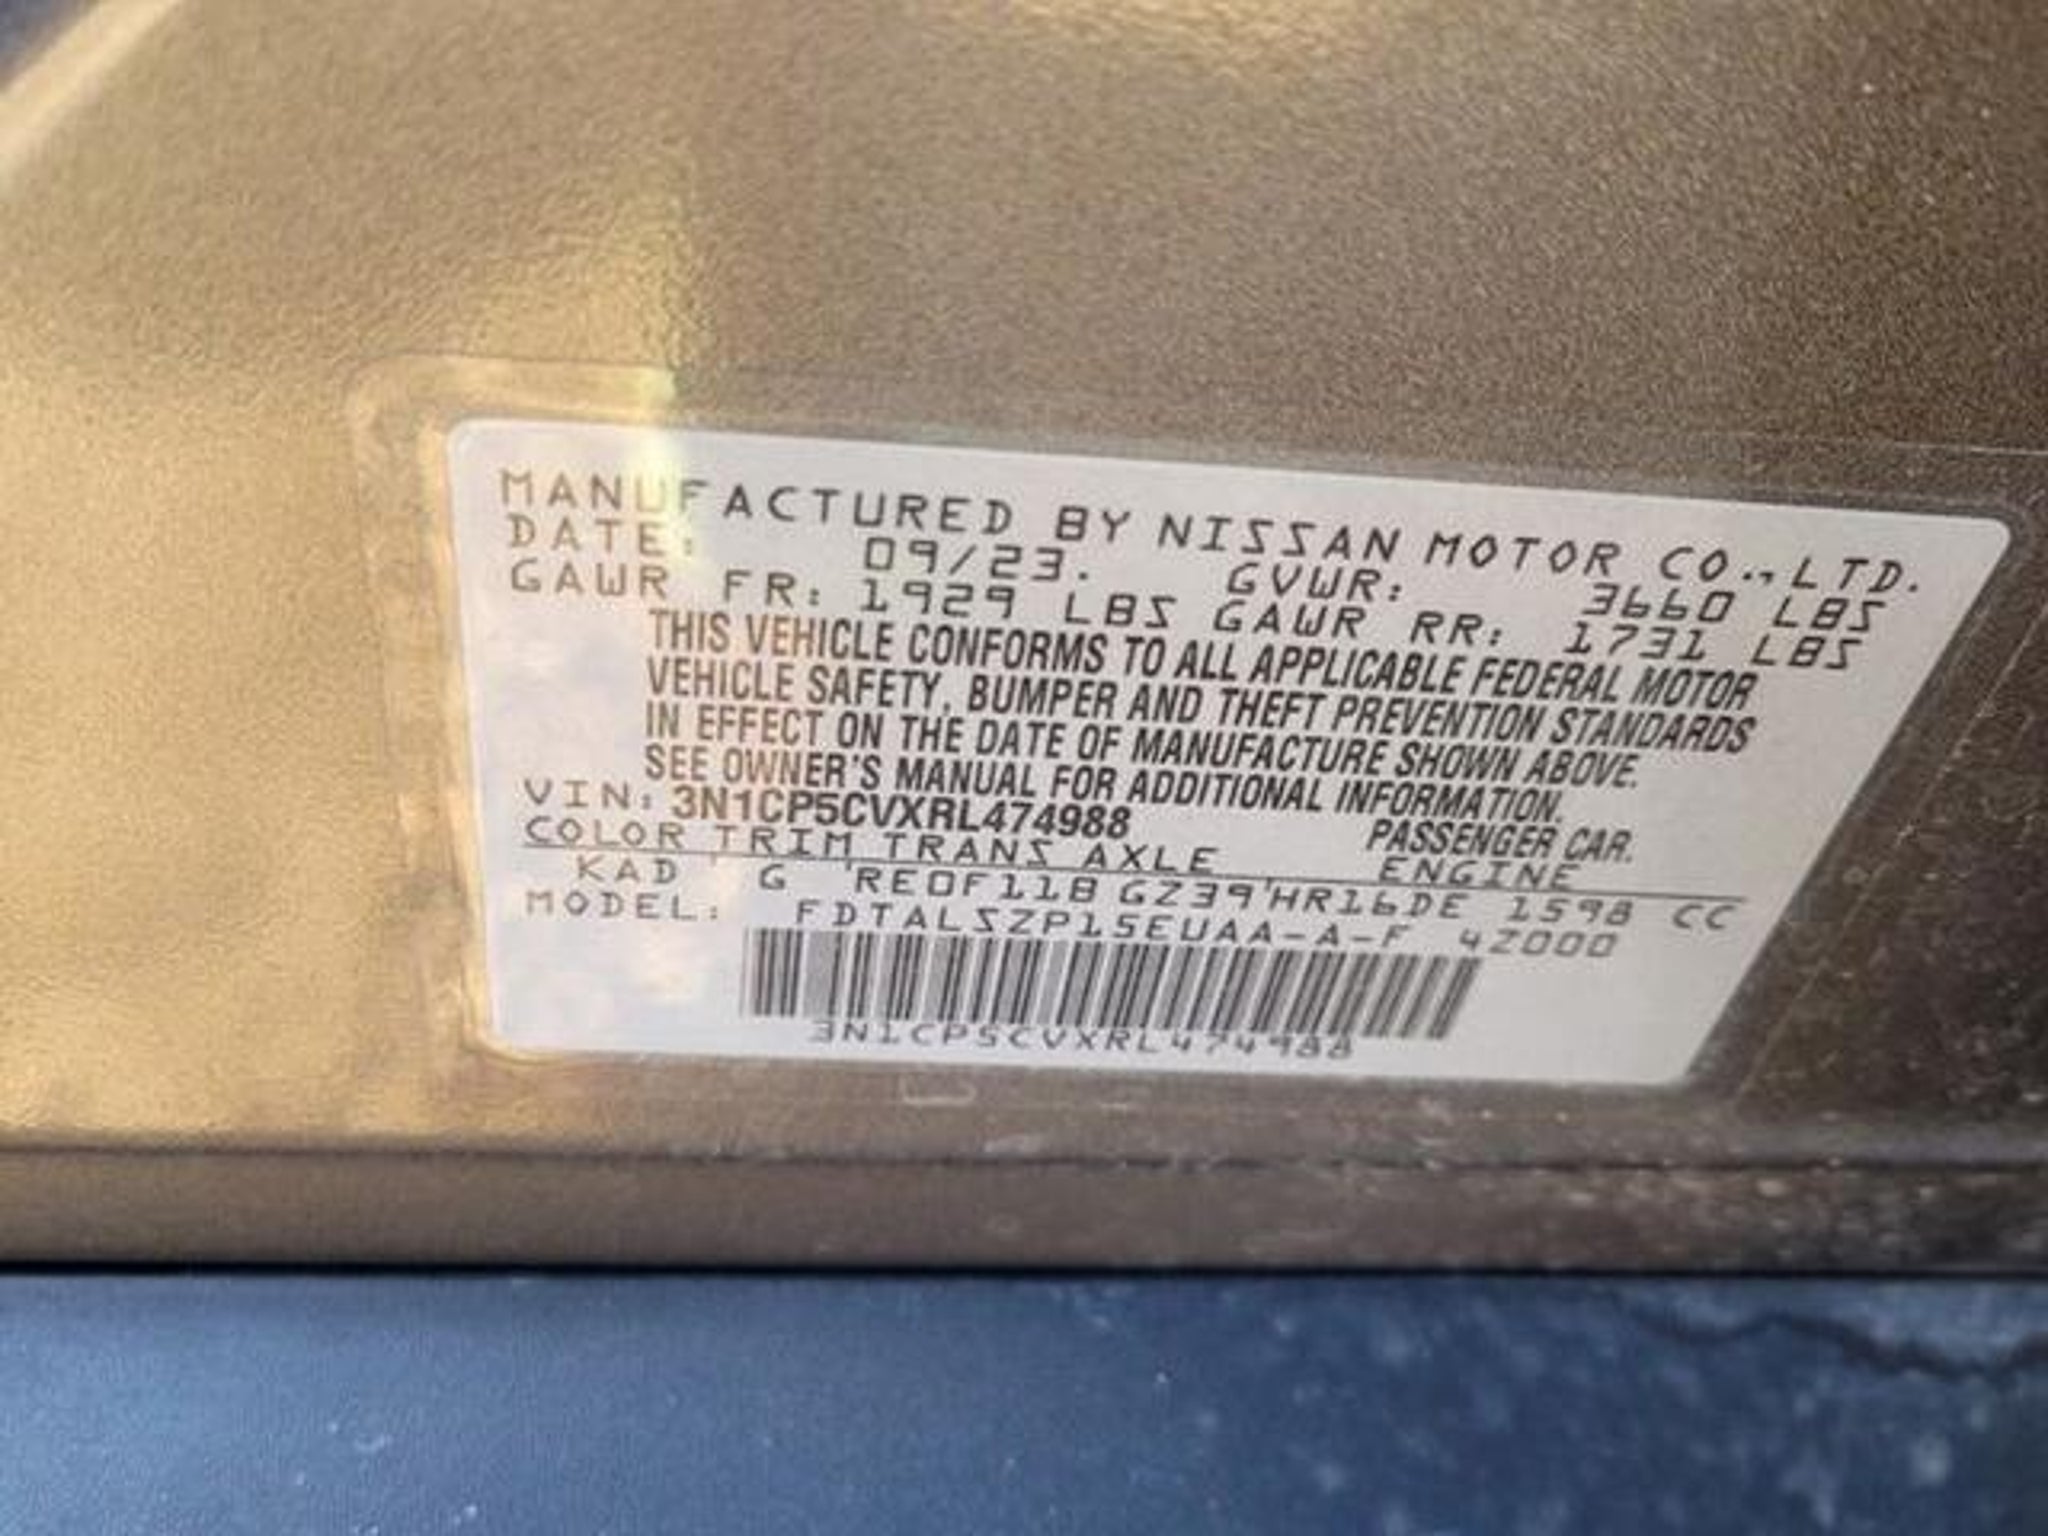 MANUFACTURED BY NISSAN MOTOR CO., LTD.
DATE: 09/23. GVWR: 3660 LBS
GAWR FR: 1929 LBS GAWR RR: 1731 LBS
THIS VEHICLE CONFORMS TO ALL APPLICABLE FEDERAL MOTOR
VEHICLE SAFETY, BUMPER AND THEFT PREVENTION STANDARDS
IN EFFECT ON THE DATE OF MANUFACTURE SHOWN ABOVE.
SEE OWNER'S MANUAL FOR ADDITIONAL INFORMATION.
VIN: 3N1CP5CVXRL474988 PASSENGER CAR.
COLOR TRIM TRANS AXLE ENGINE
KAD G RE0F11B GZ39 HR16DE 1598 CC
MODEL: FDTALSZP15EUAA-A-F 42000
3N1CP5CVXRL474988